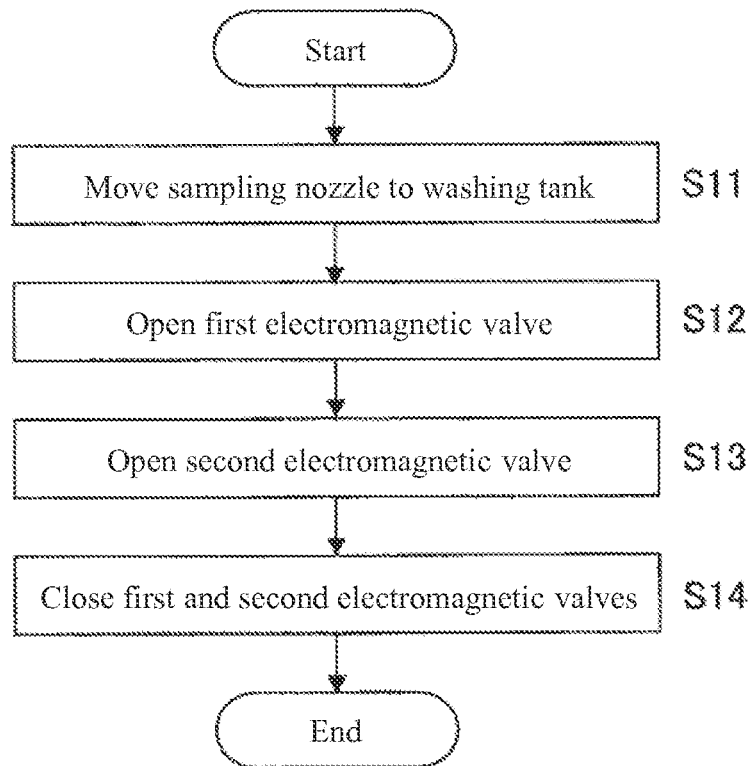 Start
Move sampling nozzle to washing tank S11
Open first electromagnetic valve S12
Open second electromagnetic valve S13
Close first and second electromagnetic valves S14
End